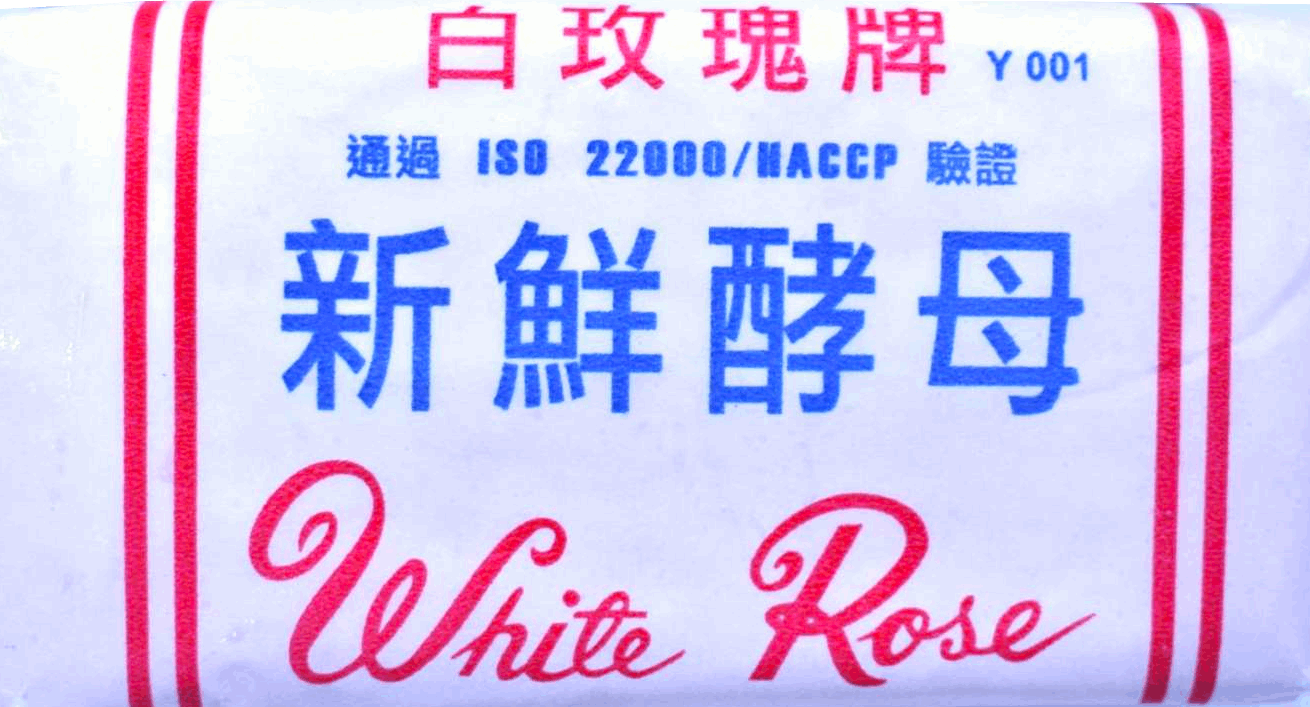 白玫瑰牌 Y 001
通過 ISO 22000/HACCP 驗證
新鮮酵母
White Rose